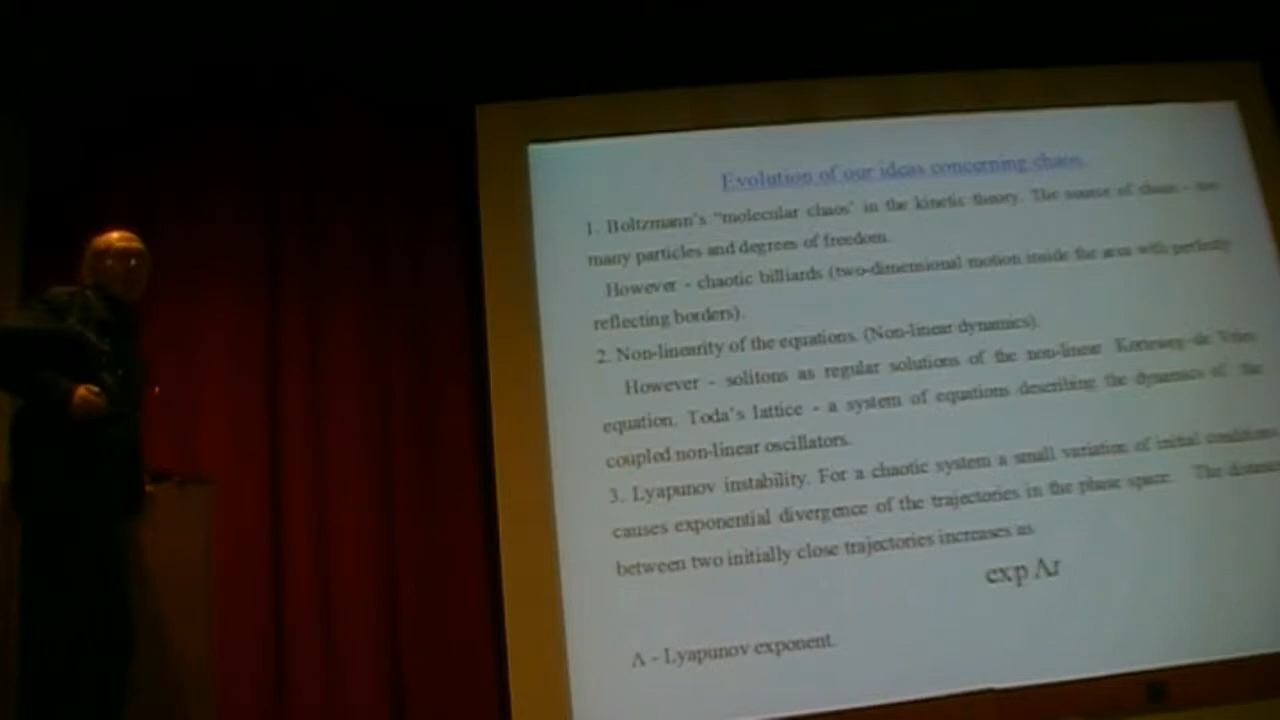 Evolution of our ideas concerning chaos.
1. Boltzmann's "molecular chaos' in the kinetic theory. The source of chaos - too
many particles and degrees of freedom.
However - chaotic billiards (two-dimensional motion inside the area with perfectly
reflecting borders).
2. Non-linearity of the equations. (Non-linear dynamics).
However - solitons as regular solutions of the non-linear Korteweg-de Vries
equation. Toda's lattice - a system of equations describing the dynamics of the
coupled non-linear oscillators.
3. Lyapunov instability. For a chaotic system a small variation of initial conditions
causes exponential divergence of the trajectories in the phase space. The distance
between two initially close trajectories increases as
exp Λt
Λ - Lyapunov exponent.